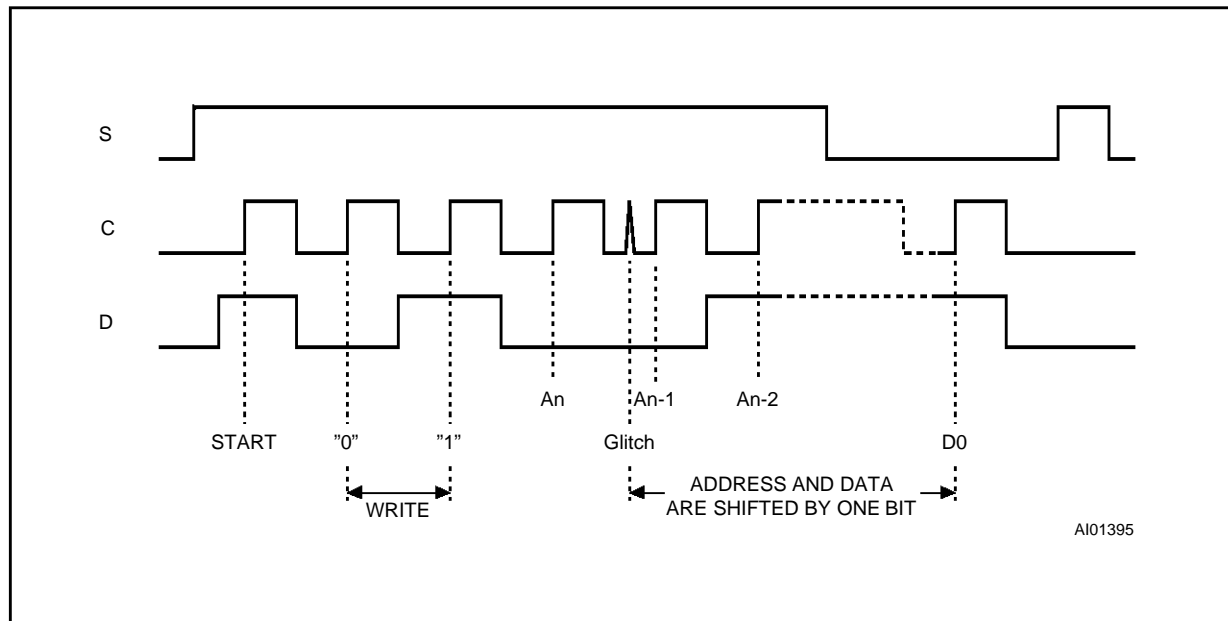 S
C
D
An
An-1
An-2
START
”0”
”1”
Glitch
D0
WRITE
ADDRESS AND DATA
ARE SHIFTED BY ONE BIT
AI01395